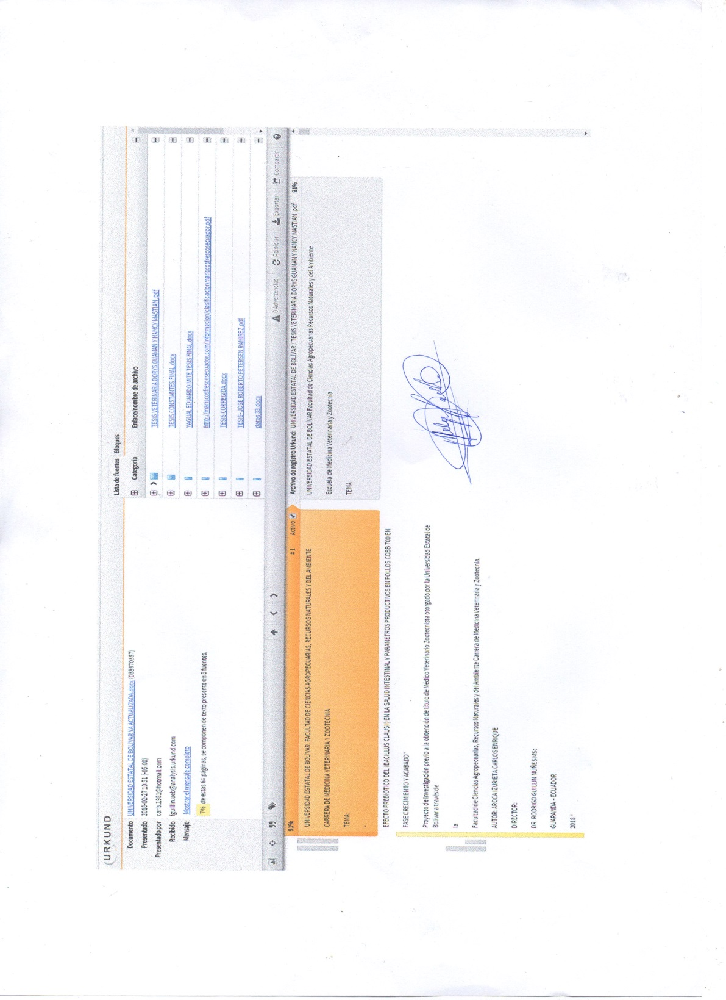 URKUND
Documento UNIVERSIDAD ESTATAL DE BOLÍVAR YA ACTUALIZADA.docx (D35970357)
Presentado 2018-02-27 10:51 (-05:00)
Presentado por carls.1981@hotmail.com
Recibido fguillin.ueb@analysis.urkund.com
Mensaje Mostrar el mensaje completo
7% de estas 64 páginas, se componen de texto presente en 8 fuentes.
Lista de fuentes Bloques
Categoría Enlace/nombre de archivo
TESIS VETERINARIA DORYS GUAMAN Y NANCY MASTIAN .pdf
TESIS CONSTANTES FINAL.docx
YAGUAL EDUARDO MITE TESIS FINAL.docx
http://mariscosfrescosecuador.com/informacion/clasificacionmariscosfrescosecuador.pdf
TESIS CORREGIDA.docx
TESIS- JOSE ROBERTO PETERSEN RAMIREZ.pdf
datos 33.docx
0 Advertencias Reiniciar Exportar Compartir
91% #1 Activo
UNIVERSIDAD ESTATAL DE BOLÍVAR. FACULTAD DE CIENCIAS AGROPECUARIAS, RECURSOS NATURALES Y DEL AMBIENTE
CARRERA DE MEDICINA VETERINARIA Y ZOOTECNIA
TEMA:
Archivo de registro Urkund: UNIVERSIDAD ESTATAL DE BOLÍVAR / TESIS VETERINARIA DORYS GUAMAN Y NANCY MASTIAN .pdf 91%
UNIVERSIDAD ESTATAL DE BOLÍVAR Facultad de Ciencias Agropecuarias Recursos Naturales y del Ambiente
Escuela de Medicina Veterinaria y Zootecnia
TEMA
EFECTO PREBIOTICO DEL (BACILLUS CLAUSII) EN LA SALUD INTESTINAL Y PARAMETROS PRODUCTIVOS EN POLLOS COBB 700 EN
FASE CRECIMIENTO Y ACABADO"
Proyecto de Investigación previo a la obtención de título de Médico Veterinario Zootecnista otorgado por la Universidad Estatal de
Bolívar a través de
la
Facultad de Ciencias Agropecuarias, Recursos Naturales y del Ambiente Carrera de Medicina Veterinaria y Zootecnia.
AUTOR: AROCA IZURIETA CARLOS ENRIQUE
DIRECTOR:
DR. RODRIGO GUILLIN NUÑES MSc
GUARANDA – ECUADOR
2018